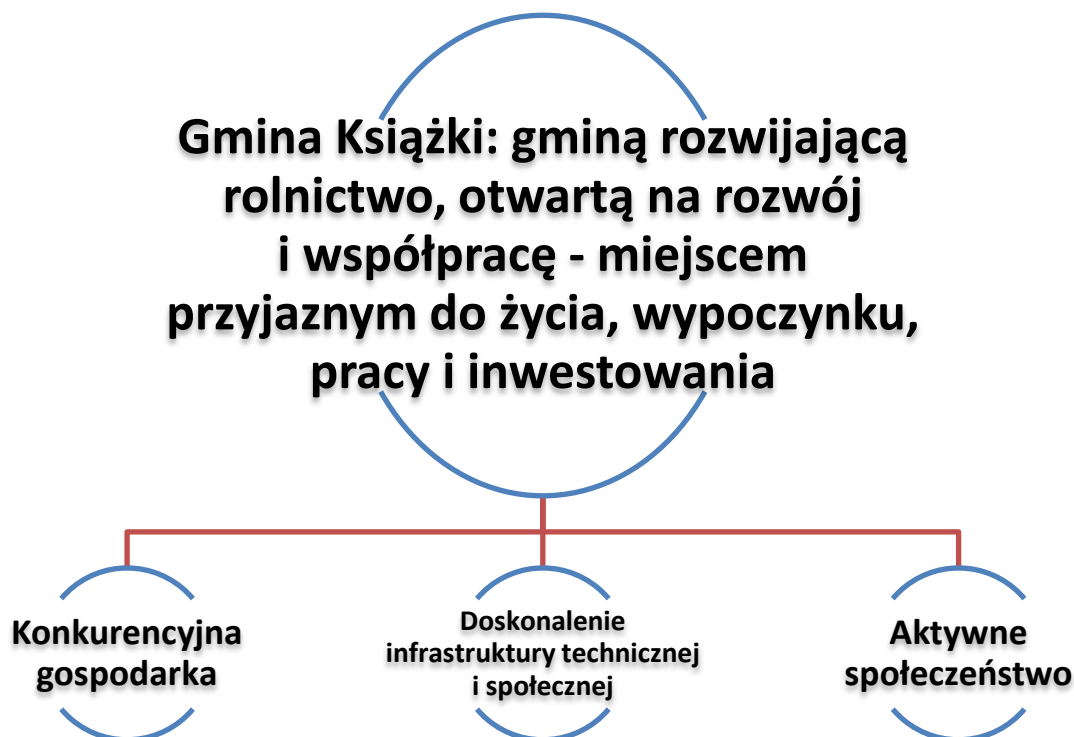 Gmina Książki: gminą rozwijającą
rolnictwo, otwartą na rozwój
i współpracę - miejscem
przyjaznym do życia, wypoczynku,
pracy i inwestowania
Konkurencyjna
gospodarka
Doskonalenie
infrastruktury technicznej
i społecznej
Aktywne
społeczeństwo